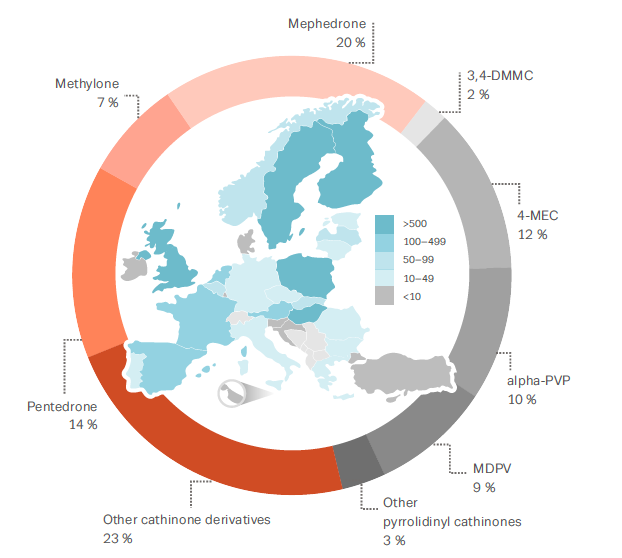 Mephedrone
20 %
3,4-DMMC
2 %
Methylone
7 %
4-MEC
12 %
>500
100–499
50–99
10–49
<10
alpha-PVP
10 %
Pentedrone
14 %
MDPV
9 %
Other
pyrrolidinyl cathinones
3 %
Other cathinone derivatives
23 %